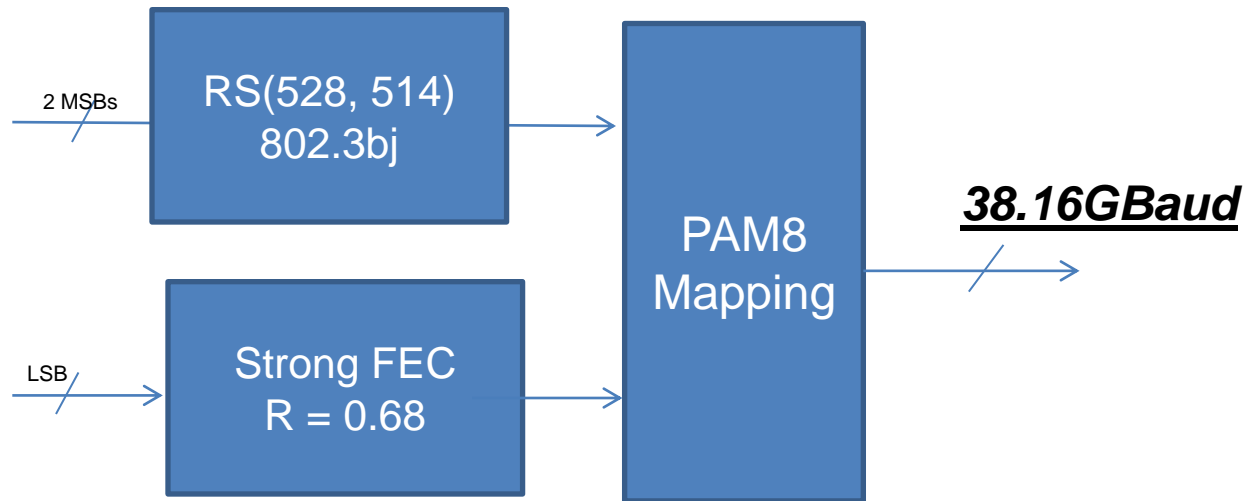 2 MSBs
RS(528, 514)
802.3bj
LSB
Strong FEC
R = 0.68
PAM8
Mapping
38.16GBaud